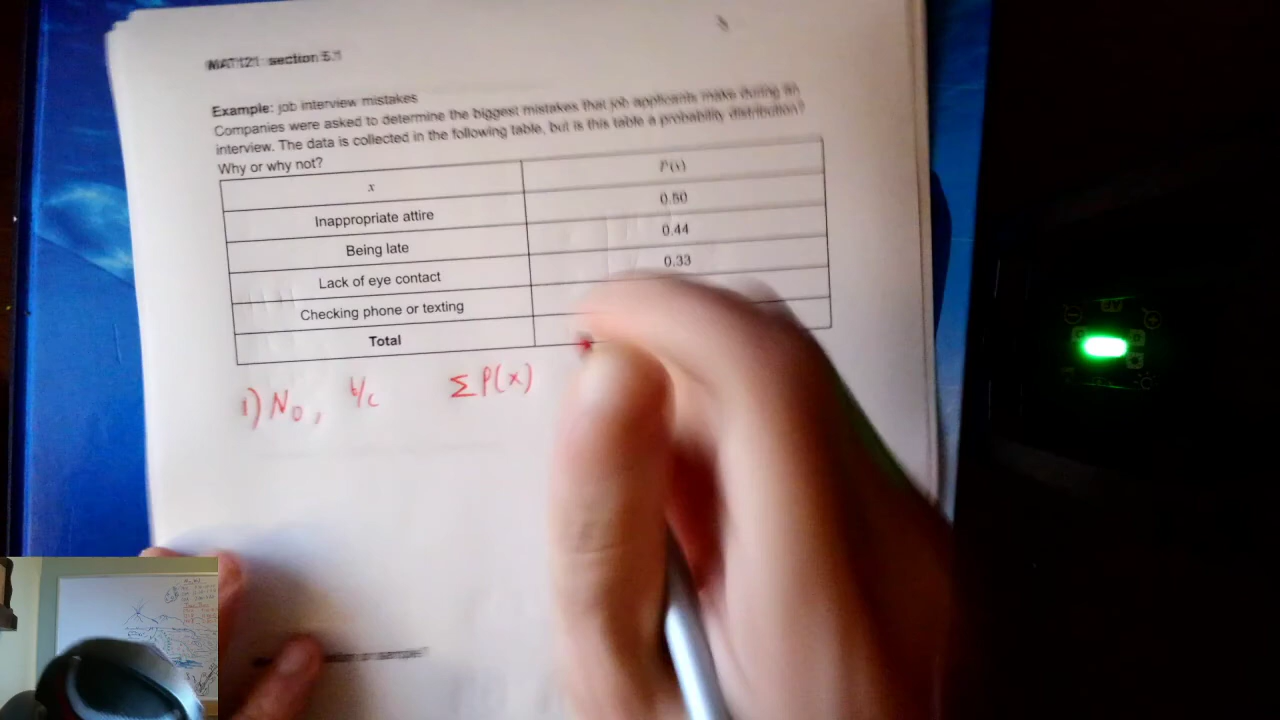 MAT121 section 5.1
Example: job interview mistakes
Companies were asked to determine the biggest mistakes that job applicants make during an
interview. The data is collected in the following table, but is this table a probability distribution?
Why or why not?
x P(x)
Inappropriate attire 0.50
Being late 0.44
Lack of eye contact 0.33
Checking phone or texting
Total
1) No, b/c ΣP(x)